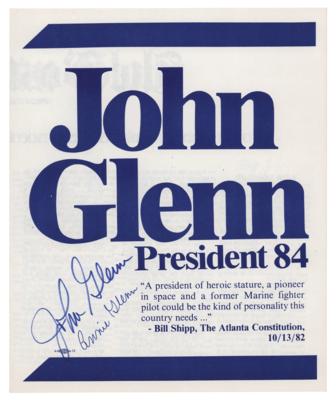 John
Glenn
President 84
"A president of heroic stature, a pioneer
in space and a former Marine fighter
pilot could be the kind of personality this
country needs ..."
- Bill Shipp, The Atlanta Constitution,
10/13/82
John Glenn
Annie Glenn